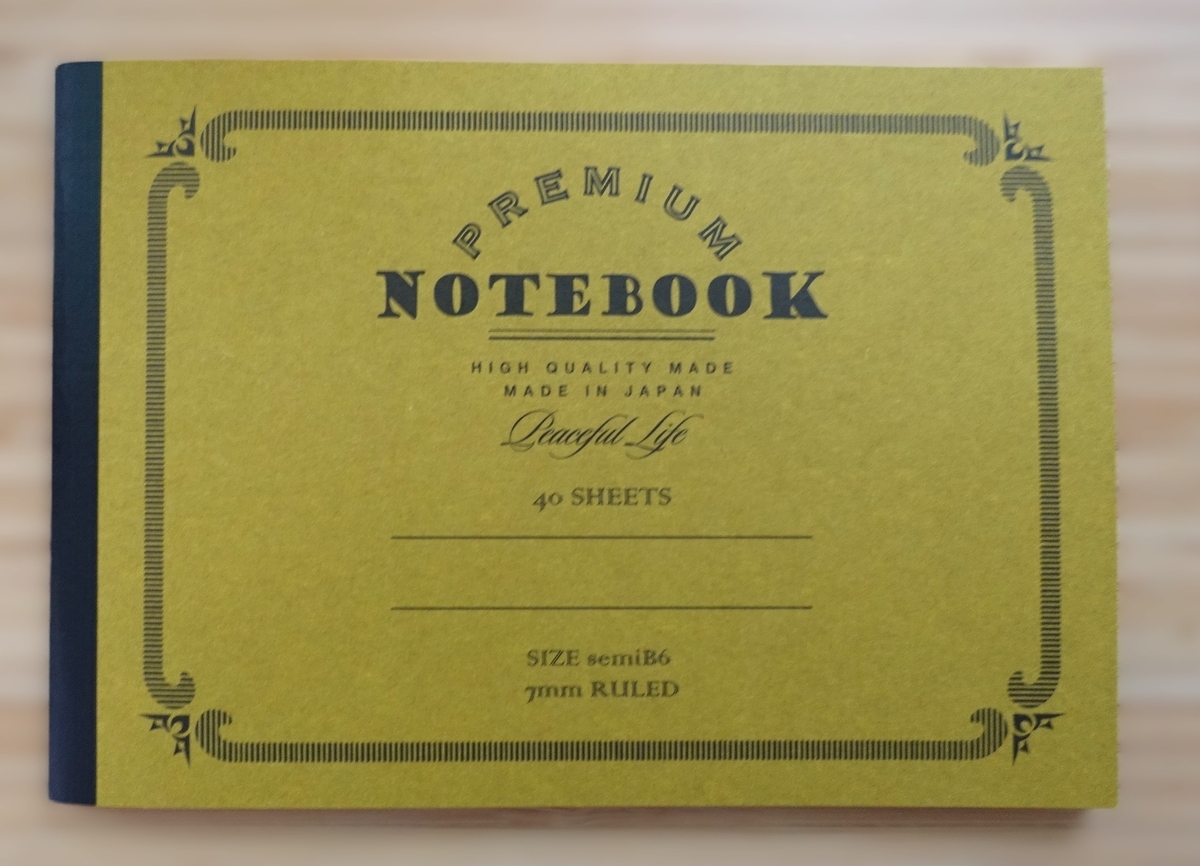 PREMIUM
NOTEBOOK
HIGH QUALITY MADE
MADE IN JAPAN
Peaceful Life
40 SHEETS
SIZE semiB6
7mm RULED